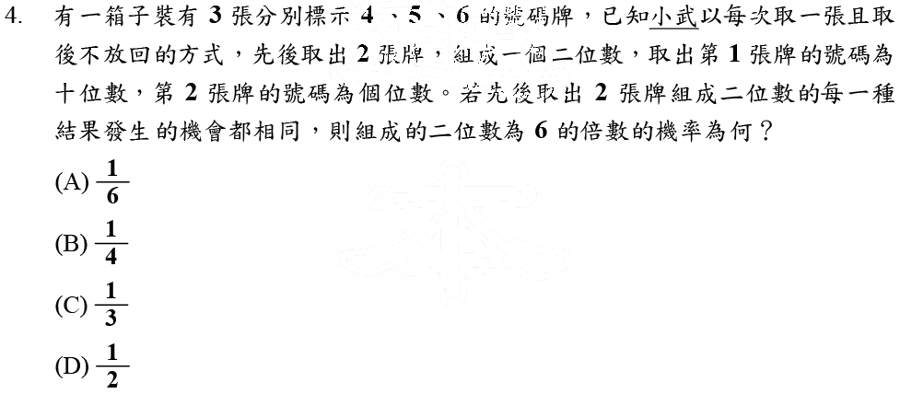 4. 有一箱子裝有 3 張分別標示 4、5、6 的號碼牌，已知小武以每次取一張且取
後不放回的方式，先後取出 2 張牌，組成一個二位數，取出第 1 張牌的號碼為
十位數，第 2 張牌的號碼為個位數。若先後取出 2 張牌組成二位數的每一種
結果發生的機會都相同，則組成的二位數為 6 的倍數的機率為何？
(A) 1/6
(B) 1/4
(C) 1/3
(D) 1/2